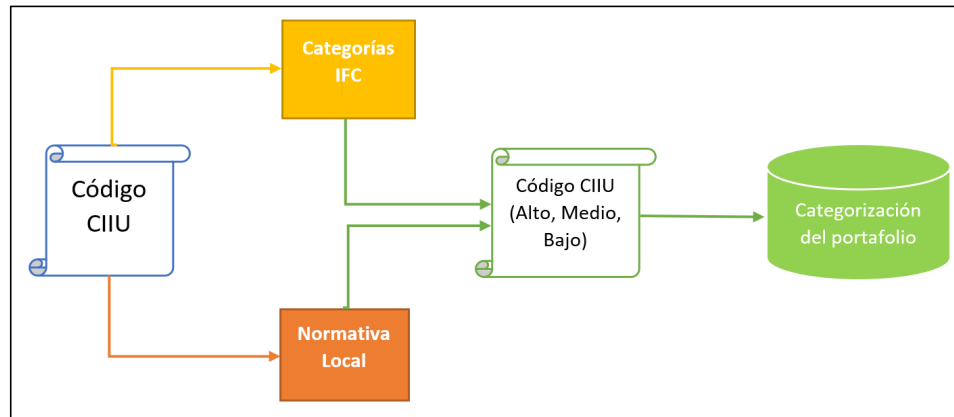 Categorías
IFC
Código
CIIU
Código CIIU
(Alto, Medio,
Bajo)
Categorización
del portafolio
Normativa
Local